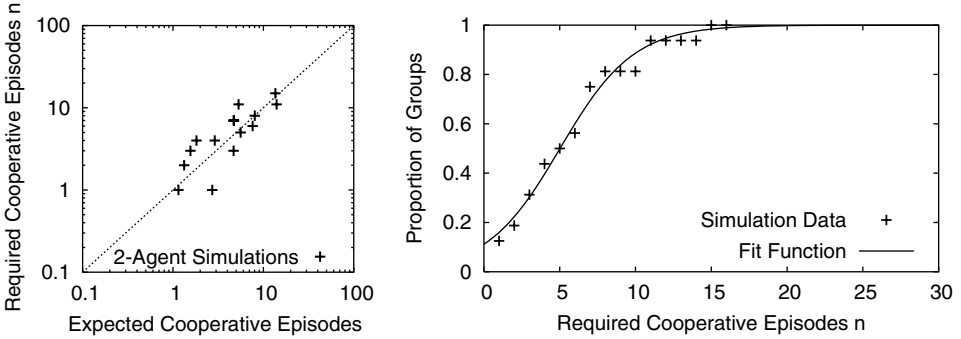 Required Cooperative Episodes n
100
10
1
0.1
2-Agent Simulations
0.1 1 10 100
Expected Cooperative Episodes
Proportion of Groups
1
0.8
0.6
0.4
0.2
0
Simulation Data
Fit Function
0 5 10 15 20 25 30
Required Cooperative Episodes n